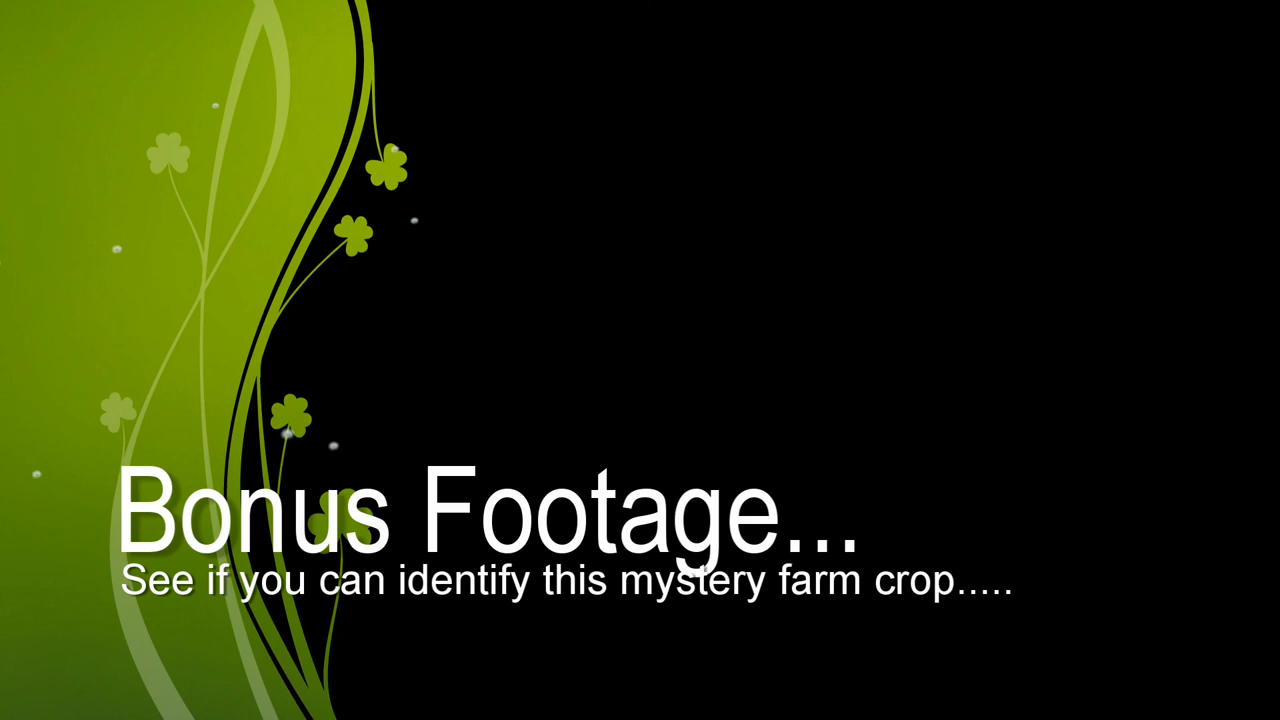 Bonus Footage...
See if you can identify this mystery farm crop.....